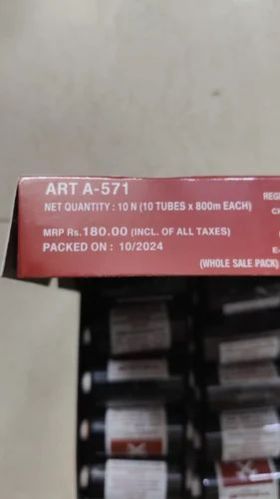 ART A-571
NET QUANTITY : 10 N (10 TUBES x 800m EACH)
MRP Rs.180.00 (INCL. OF ALL TAXES)
PACKED ON : 10/2024
(WHOLE SALE PACK)